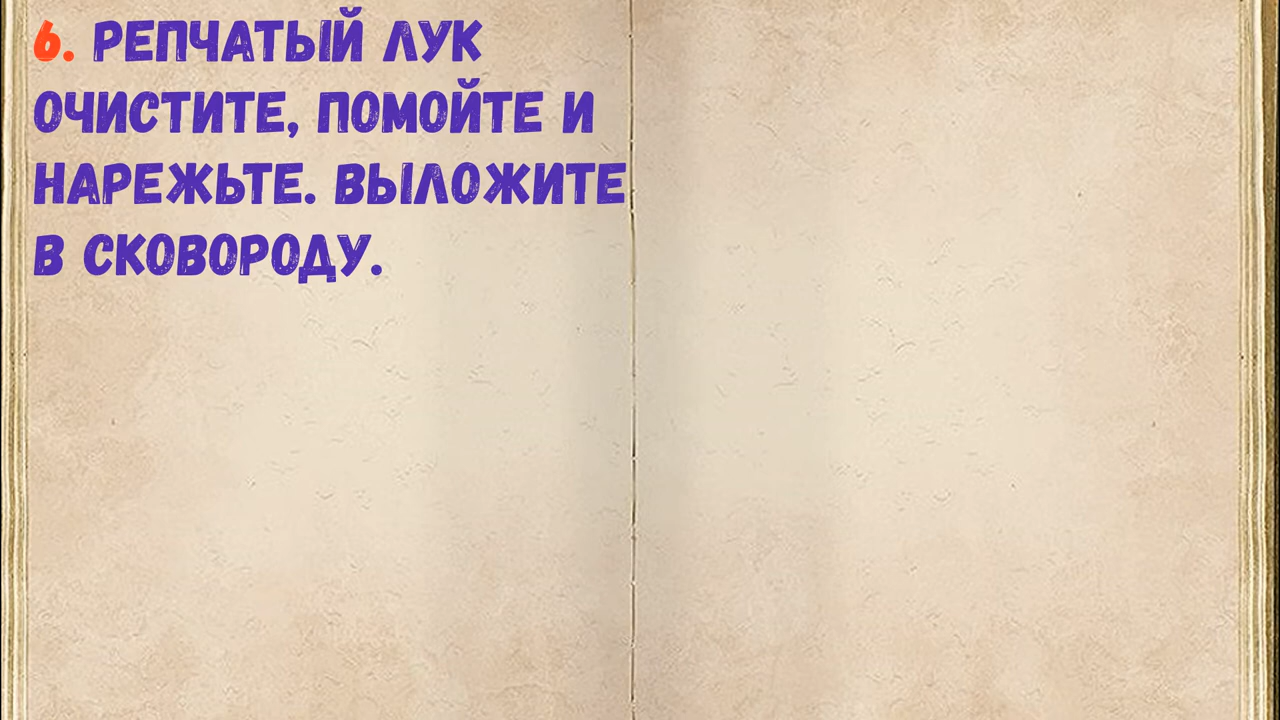 6. РЕПЧАТЫЙ ЛУК
ОЧИСТИТЕ, ПОМОЙТЕ И
НАРЕЖЬТЕ. ВЫЛОЖИТЕ
В СКОВОРОДУ.